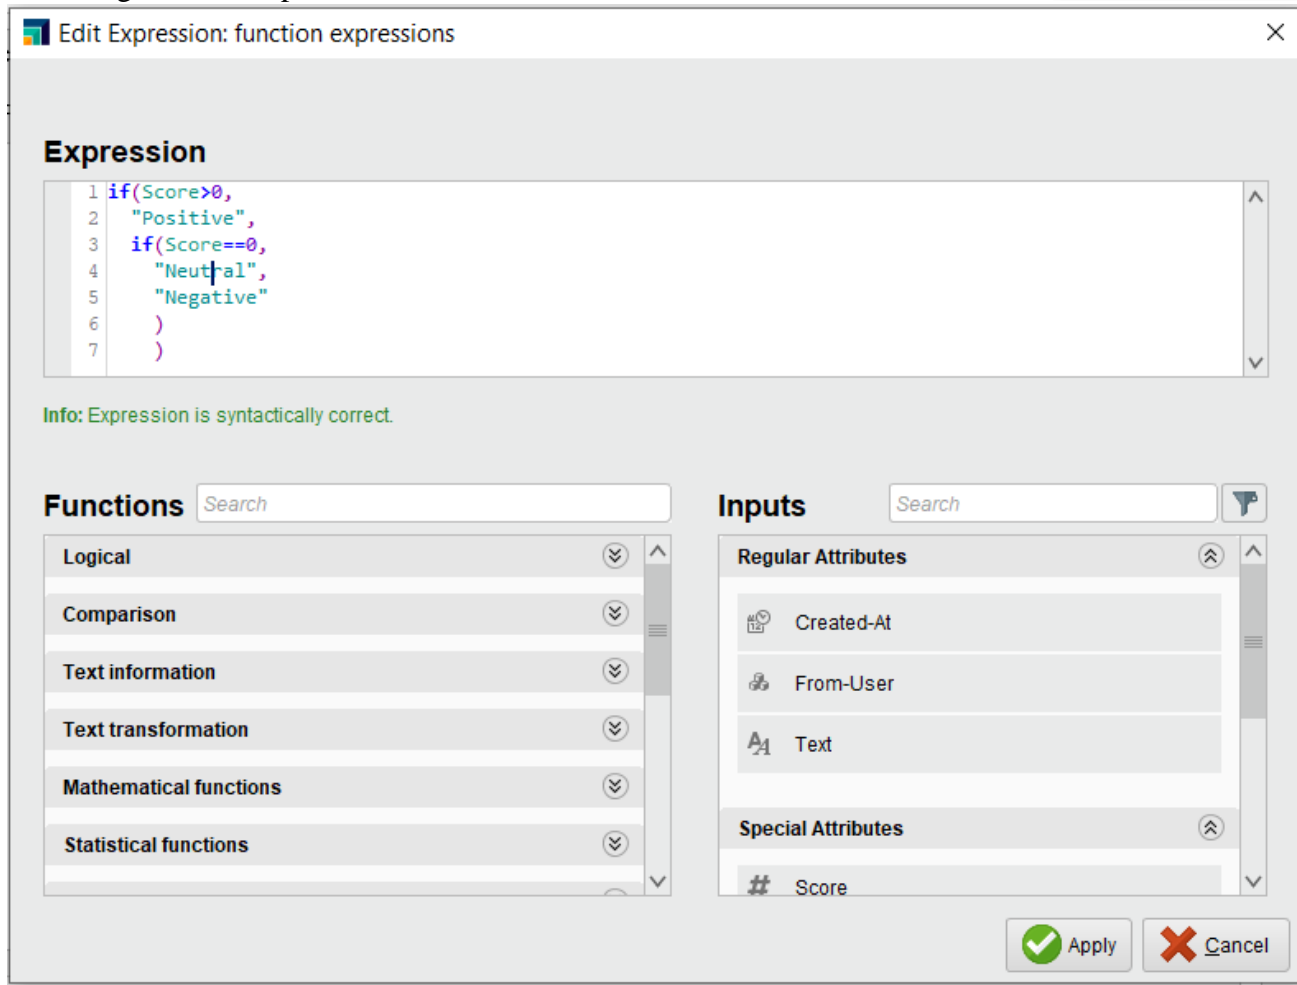 Edit Expression: function expressions
Expression
1 if(Score>0,
2 "Positive",
3 if(Score==0,
4 "Neutral",
5 "Negative"
6 )
7 )
Info: Expression is syntactically correct.
Functions Search
Inputs Search
Logical
Comparison
Text information
Text transformation
Mathematical functions
Statistical functions
Regular Attributes
Created-At
From-User
Text
Special Attributes
Score
Apply
Cancel